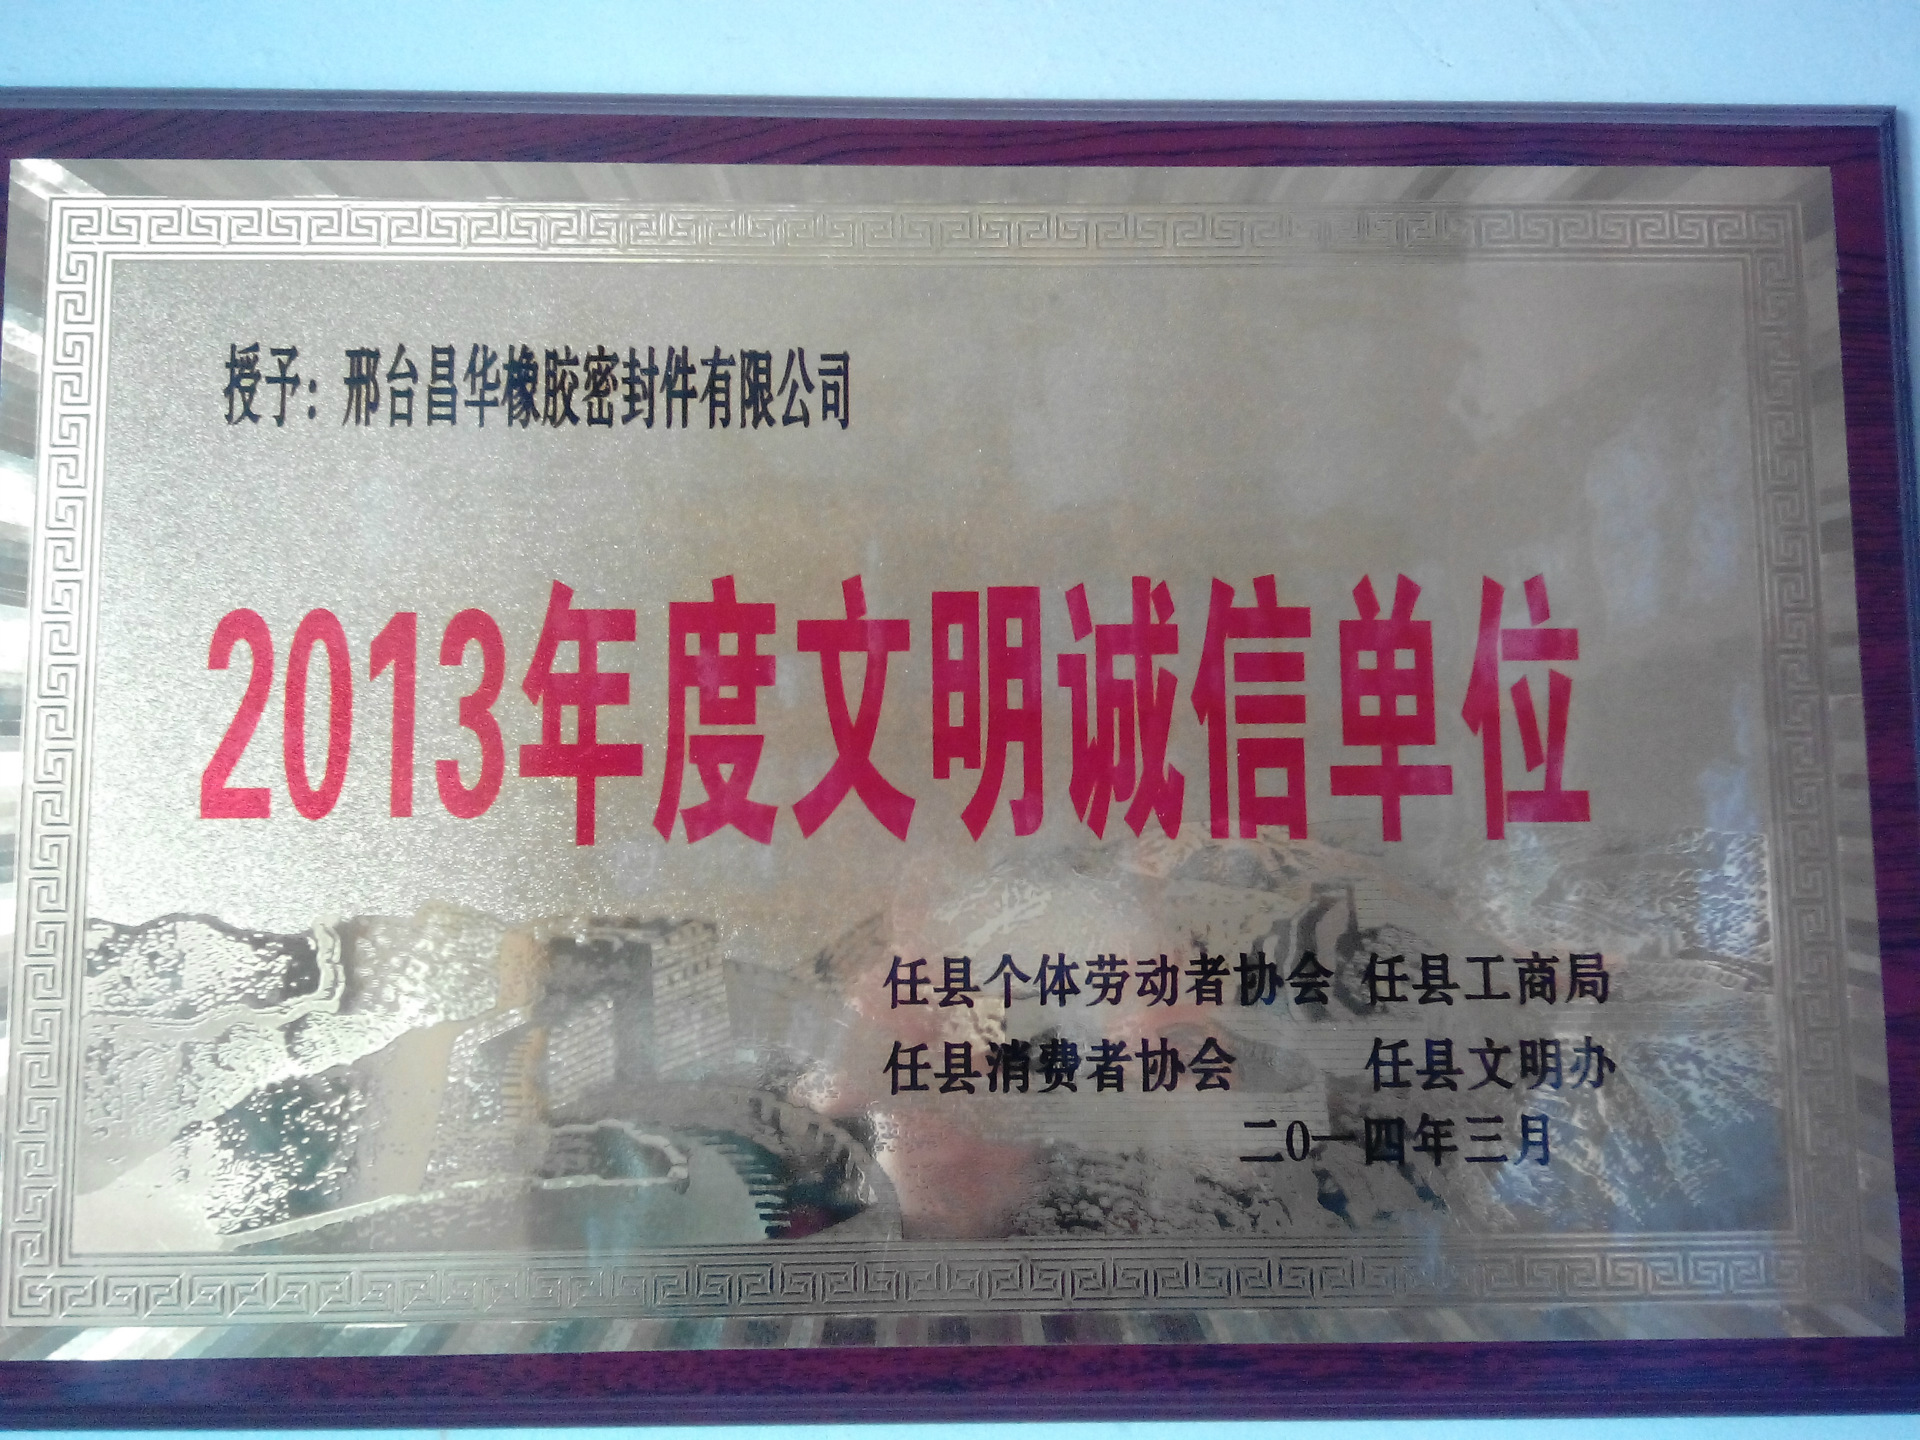 授予：邢台昌华橡胶密封件有限公司
2013年度文明诚信单位
任县个体劳动者协会 任县工商局
任县消费者协会 任县文明办
二0一四年三月